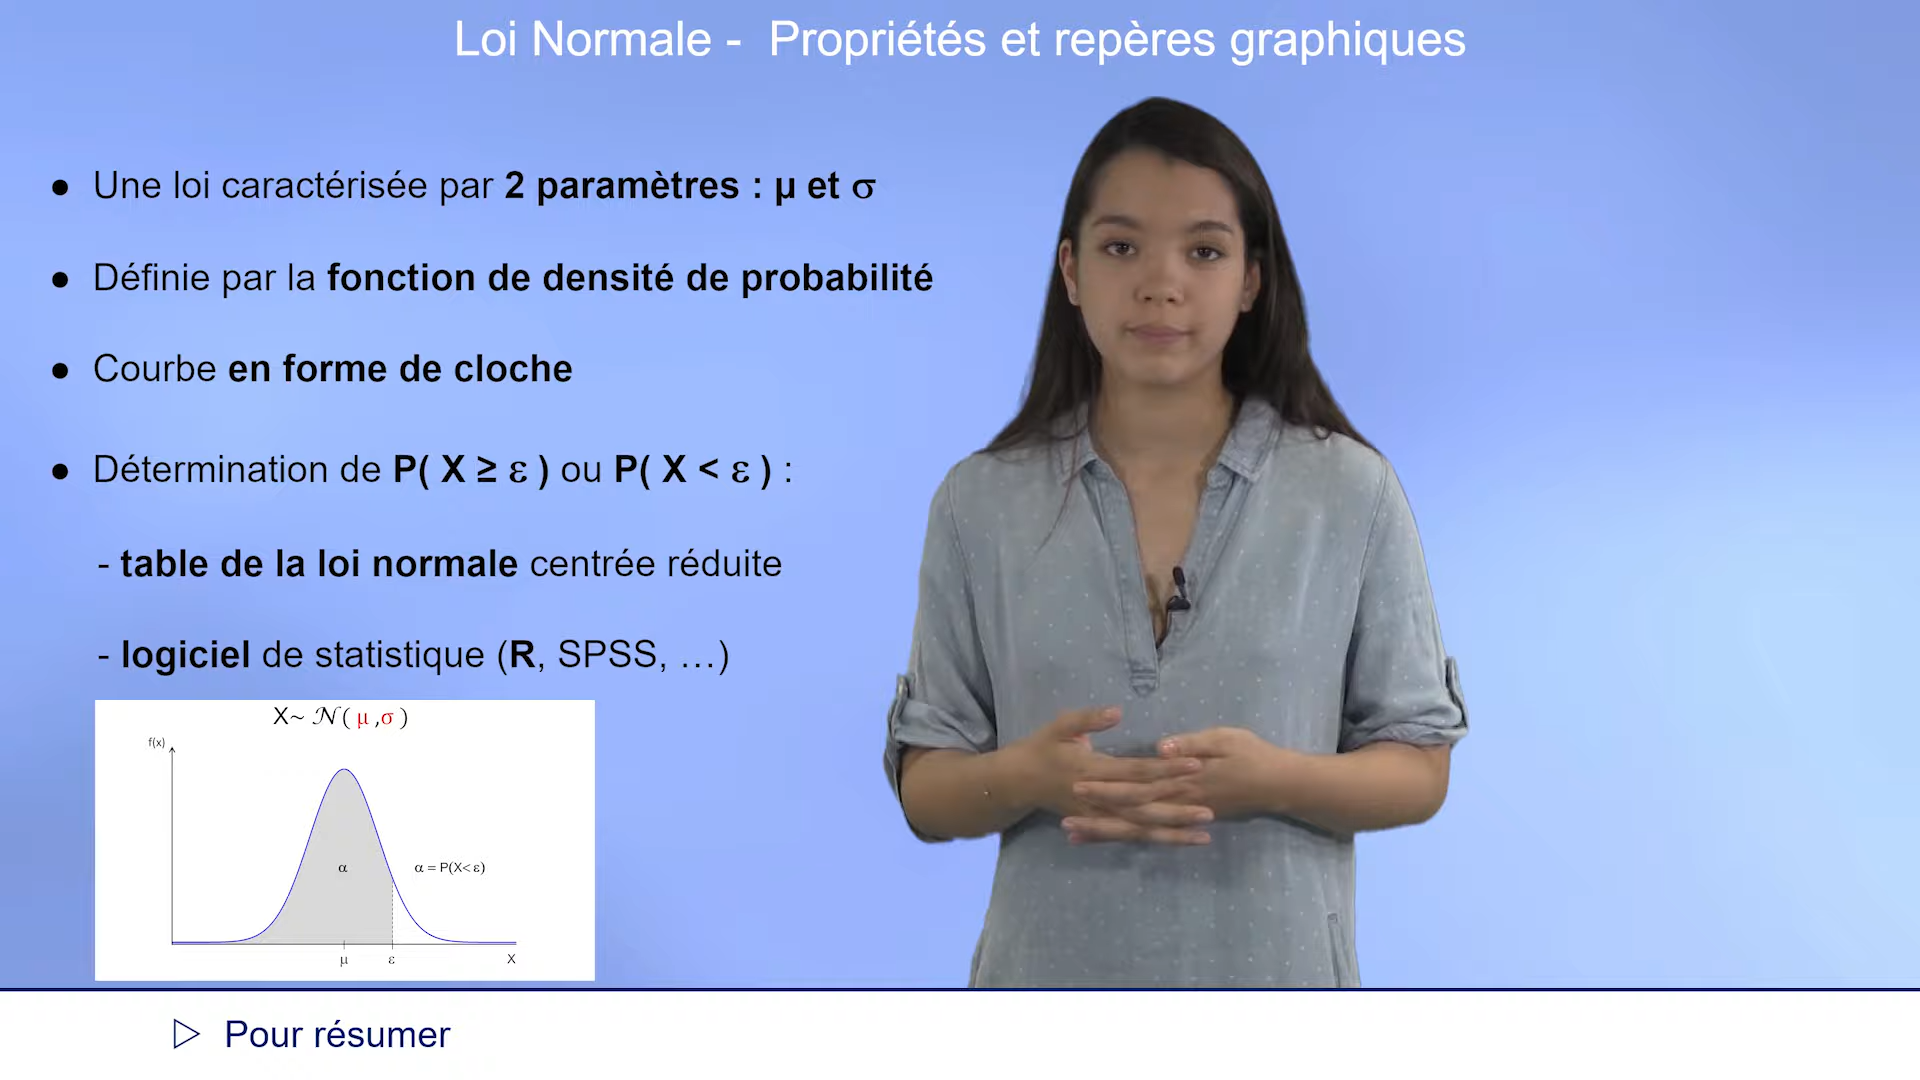 Loi Normale - Propriétés et repères graphiques
● Une loi caractérisée par 2 paramètres : μ et σ
● Définie par la fonction de densité de probabilité
● Courbe en forme de cloche
● Détermination de P( X ≥ ε ) ou P( X < ε ) :
- table de la loi normale centrée réduite
- logiciel de statistique (R, SPSS, …)
X~ 𝒩 ( μ ,σ )
f(x)
α
α = P(X< ε)
μ
ε
X
▷ Pour résumer